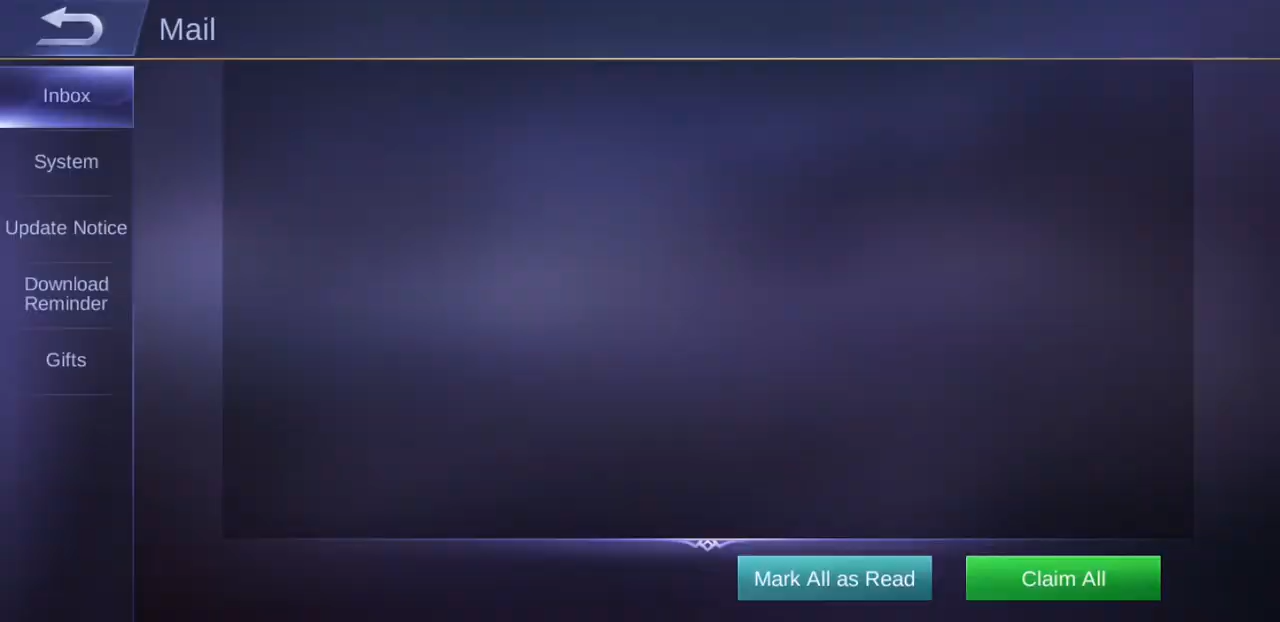 Mail
Inbox
System
Update Notice
Download
Reminder
Gifts
Mark All as Read
Claim All